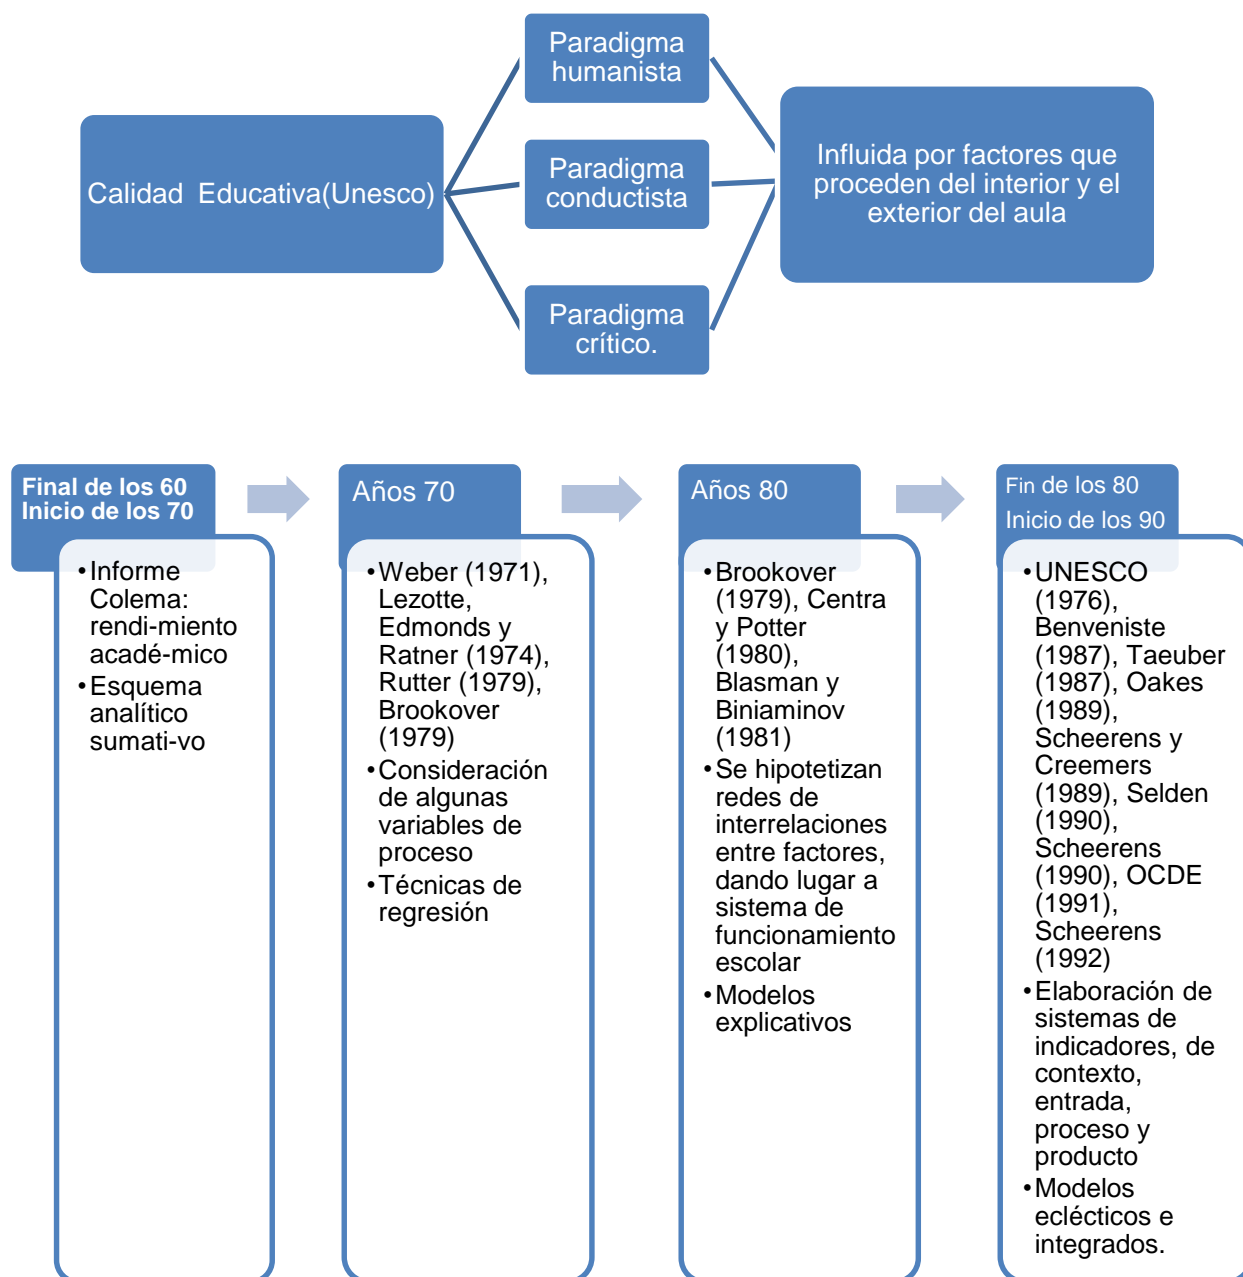 Paradigma
humanista
Calidad  Educativa(Unesco)
Paradigma
conductista
Paradigma
crítico.
Influida por factores que
proceden del interior y el
exterior del aula
Final de los 60
Inicio de los 70
•Informe
Colema:
rendi-miento
acadé-mico
•Esquema
analítico
sumati-vo
Años 70
•Weber (1971),
Lezotte,
Edmonds y
Ratner (1974),
Rutter (1979),
Brookover
(1979)
•Consideración
de algunas
variables de
proceso
•Técnicas de
regresión
Años 80
•Brookover
(1979), Centra
y Potter
(1980),
Blasman y
Biniaminov
(1981)
•Se hipotetizan
redes de
interrelaciones
entre factores,
dando lugar a
sistema de
funcionamiento
escolar
•Modelos
explicativos
Fin de los 80
Inicio de los 90
•UNESCO
(1976),
Benveniste
(1987), Taeuber
(1987), Oakes
(1989),
Scheerens y
Creemers
(1989), Selden
(1990),
Scheerens
(1990), OCDE
(1991),
Scheerens
(1992)
•Elaboración de
sistemas de
indicadores, de
contexto,
entrada,
proceso y
producto
•Modelos
eclécticos e
integrados.